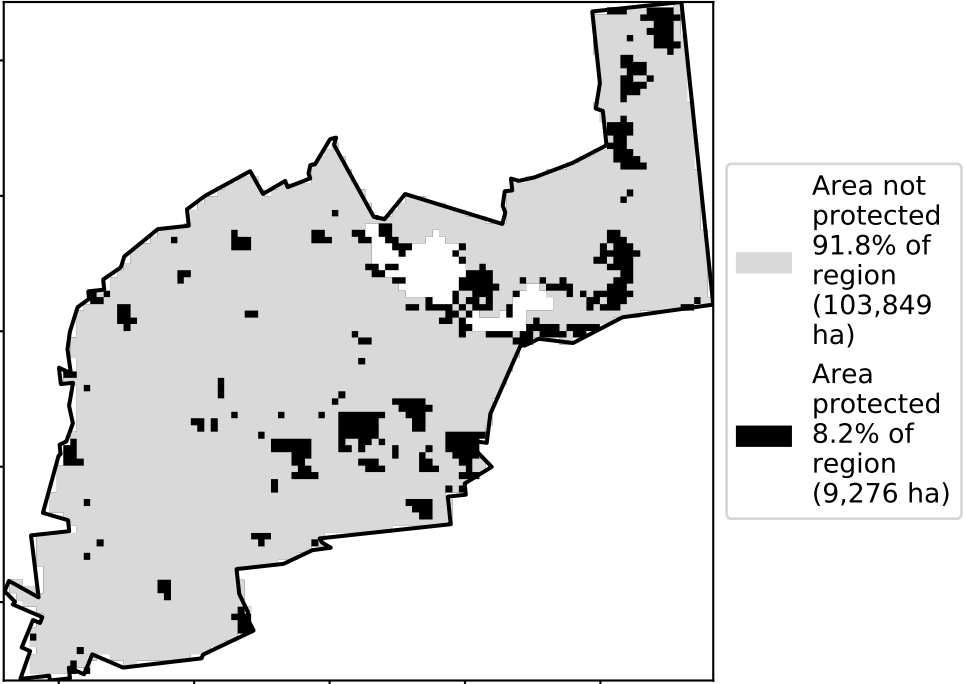 Area not
protected
91.8% of
region
(103,849
ha)
Area
protected
8.2% of
region
(9,276 ha)